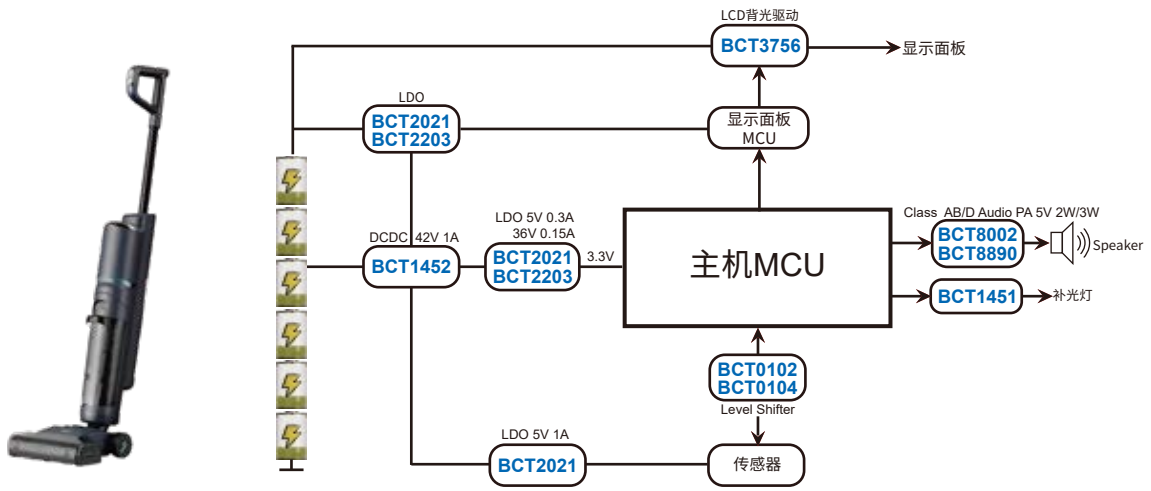 LCD背光驱动
BCT3756
显示面板
LDO
BCT2021
BCT2203
显示面板
MCU
Class AB/D Audio PA 5V 2W/3W
LDO 5V 0.3A
36V 0.15A
DCDC 42V 1A
BCT1452
BCT2021
BCT2203
3.3V
主机MCU
BCT8002
BCT8890
Speaker
BCT1451
补光灯
BCT0102
BCT0104
Level Shifter
LDO 5V 1A
BCT2021
传感器